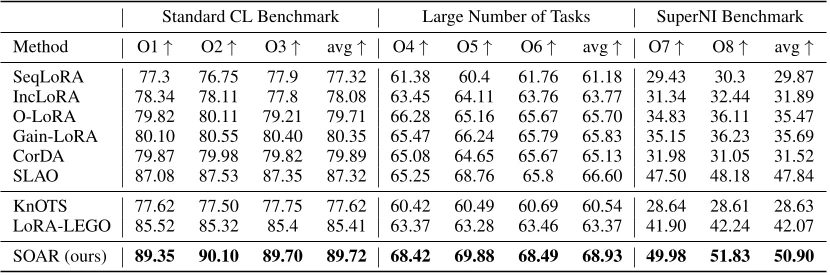 Standard CL Benchmark Large Number of Tasks SuperNI Benchmark
Method O1 ↑ O2 ↑ O3 ↑ avg ↑ O4 ↑ O5 ↑ O6 ↑ avg ↑ O7 ↑ O8 ↑ avg ↑
SeqLoRA 77.3 76.75 77.9 77.32 61.38 60.4 61.76 61.18 29.43 30.3 29.87
IncLoRA 78.34 78.11 77.8 78.08 63.45 64.11 63.76 63.77 31.34 32.44 31.89
O-LoRA 79.82 80.11 79.21 79.71 66.28 65.16 65.67 65.70 34.83 36.11 35.47
Gain-LoRA 80.10 80.55 80.40 80.35 65.47 66.24 65.79 65.83 35.15 36.23 35.69
CorDA 79.87 79.98 79.82 79.89 65.08 64.65 65.67 65.13 31.98 31.05 31.52
SLAO 87.08 87.53 87.35 87.32 65.25 68.76 65.8 66.60 47.50 48.18 47.84
KnOTS 77.62 77.50 77.75 77.62 60.42 60.49 60.69 60.54 28.64 28.61 28.63
LoRA-LEGO 85.52 85.32 85.4 85.41 63.37 63.28 63.46 63.37 41.90 42.24 42.07
SOAR (ours) 89.35 90.10 89.70 89.72 68.42 69.88 68.49 68.93 49.98 51.83 50.90